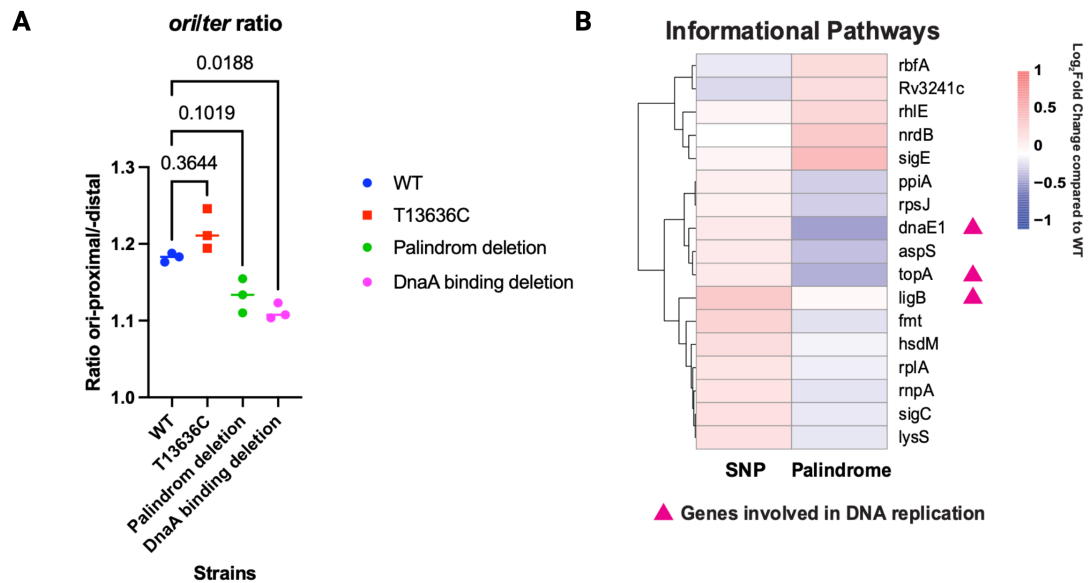 A
ori/ter ratio
0.0188
0.1019
0.3644
1.3
1.2
1.1
1.0
Ratio ori-proximal/-distal
WT
T13636C
Palindrom deletion
DnaA binding deletion
Strains
WT
T13636C
Palindrom deletion
DnaA binding deletion
B
Informational Pathways
rbfA
Rv3241c
rhlE
nrdB
sigE
ppiA
rpsJ
dnaE1
aspS
topA
ligB
fmt
hsdM
rplA
rnpA
sigC
lysS
SNP Palindrome
Genes involved in DNA replication
1
0.5
0
−0.5
−1
Log2Fold Change compared to WT